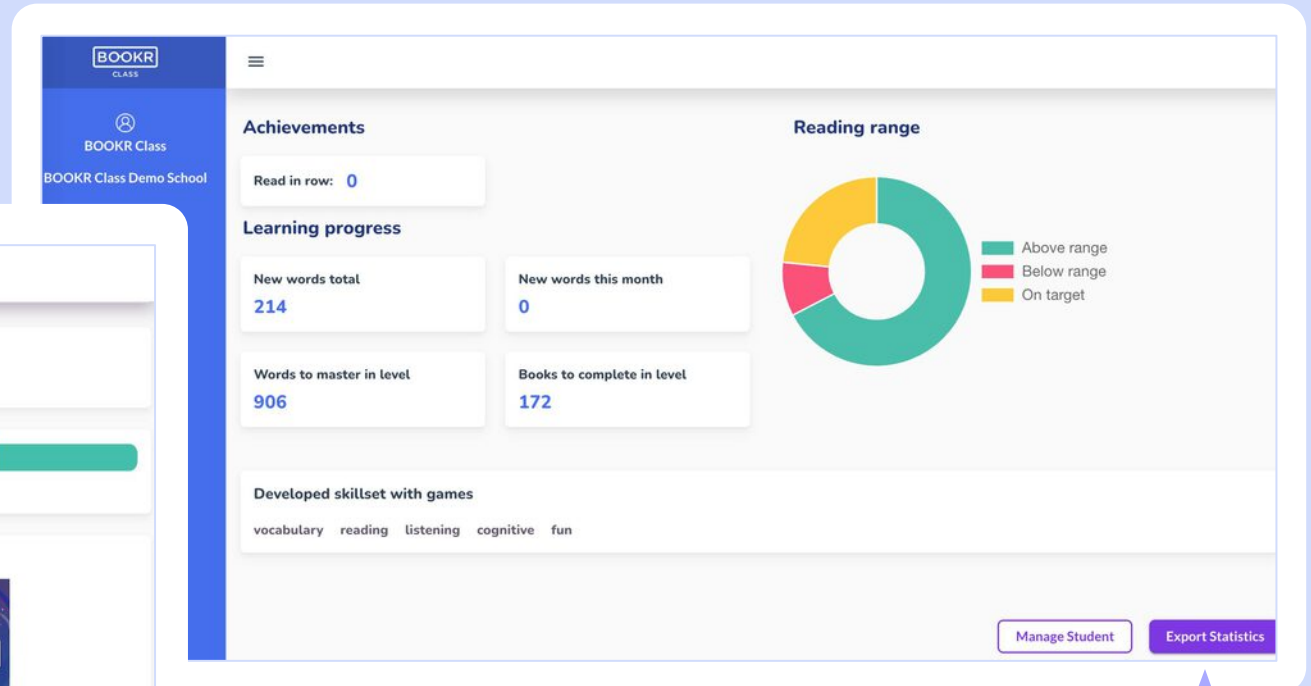 BOOKR
CLASS
BOOKR Class
BOOKR Class Demo School
Achievements
Read in row: 0
Learning progress
New words total
214
New words this month
0
Words to master in level
906
Books to complete in level
172
Reading range
Above range
Below range
On target
Developed skillset with games
vocabulary reading listening cognitive fun
Manage Student
Export Statistics